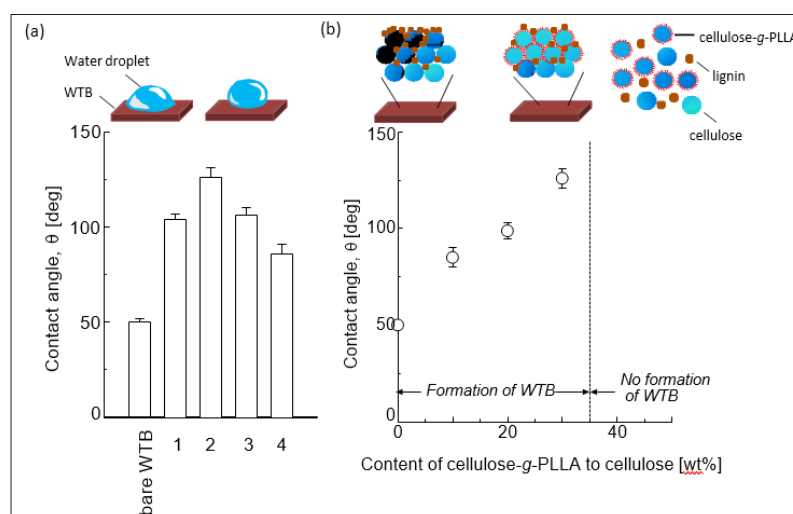 (a)
Water droplet
WTB
150
100
50
0
Contact angle, θ [deg]
bare WTB
1
2
3
4
(b)
cellulose-g-PLLA
lignin
cellulose
150
100
50
0
Contact angle, θ [deg]
Formation of WTB
No formation
of WTB
0
20
40
Content of cellulose-g-PLLA to cellulose [wt%]